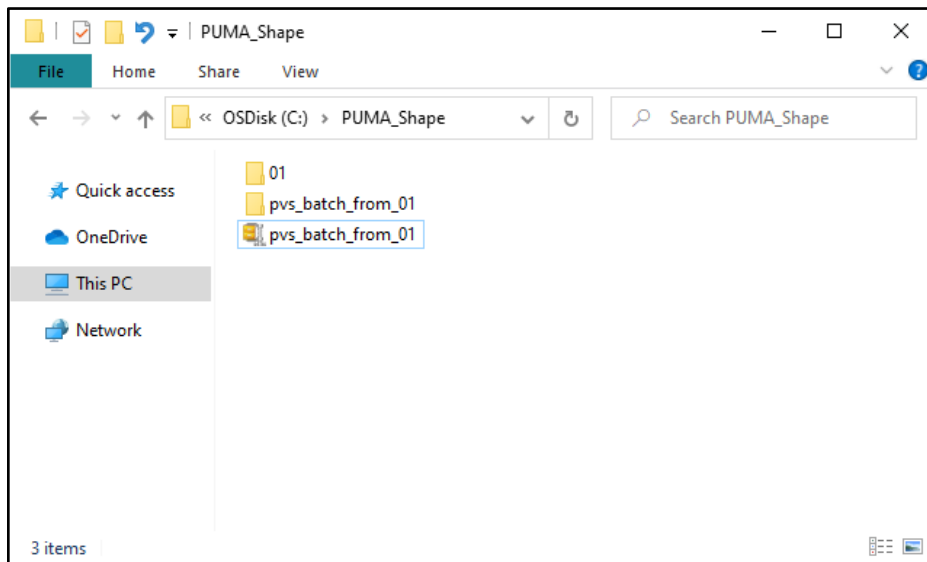 PUMA_Shape
File Home Share View
« OSDisk (C:) > PUMA_Shape Search PUMA_Shape
Quick access
OneDrive
This PC
Network
01
pvs_batch_from_01
pvs_batch_from_01
3 items